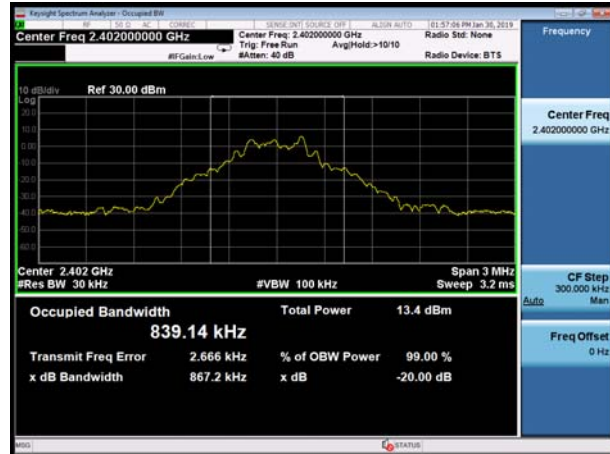 Keysight Spectrum Analyzer - Occupied BW
RF 50 Ω AC CORREC SENSE:INT SOURCE OFF ALIGN AUTO 01:57:06 PM Jan 30, 2019
Center Freq 2.402000000 GHz
Center Freq: 2.402000000 GHz
Radio Std: None
Trig: Free Run Avg|Hold:>10/10
#IFGain:Low
#Atten: 40 dB
Radio Device: BTS
10 dB/div Ref 30.00 dBm
Log
20.0
10.0
0.00
-10.0
-20.0
-30.0
-40.0
-50.0
-60.0
Center 2.402 GHz
Span 3 MHz
#Res BW 30 kHz
#VBW 100 kHz
Sweep 3.2 ms
Occupied Bandwidth
Total Power 13.4 dBm
839.14 kHz
Transmit Freq Error 2.666 kHz
% of OBW Power 99.00 %
x dB Bandwidth 867.2 kHz
x dB -20.00 dB
MSG
STATUS
Frequency
Center Freq
2.402000000 GHz
CF Step
300.000 kHz
Auto Man
Freq Offset
0 Hz